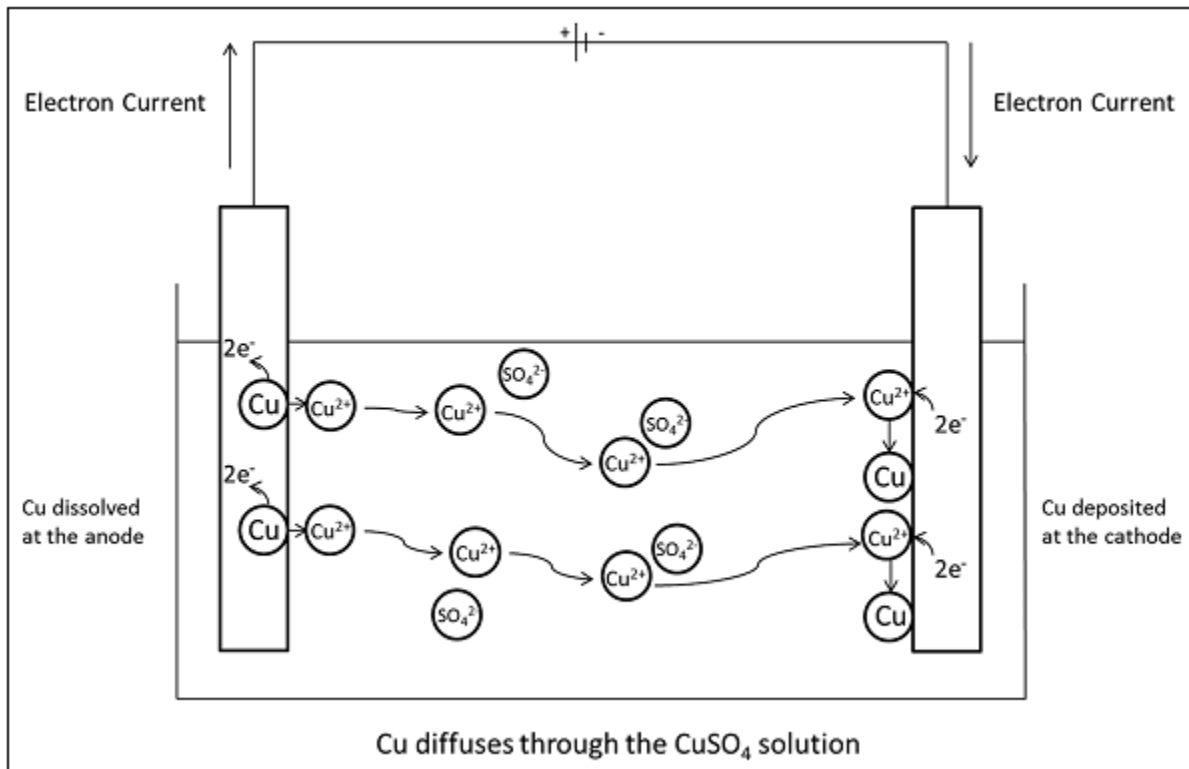 + -
Electron Current
Electron Current
2e⁻
SO₄²⁻
Cu
Cu²⁺
Cu²⁺
Cu²⁺
SO₄²⁻
Cu²⁺
2e⁻
Cu
2e⁻
Cu
Cu²⁺
Cu²⁺
Cu²⁺
SO₄²⁻
Cu²⁺
2e⁻
SO₄²⁻
Cu
Cu dissolved
at the anode
Cu deposited
at the cathode
Cu diffuses through the CuSO₄ solution